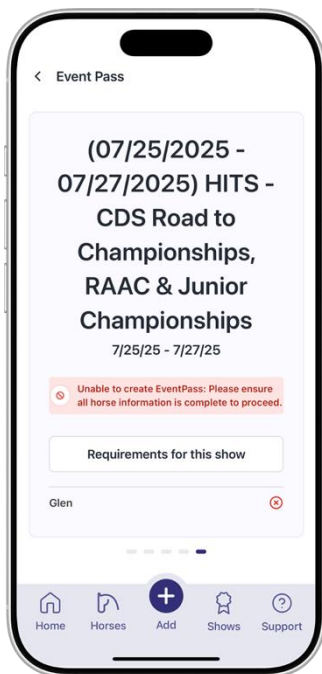 Event Pass
(07/25/2025 -
07/27/2025) HITS -
CDS Road to
Championships,
RAAC & Junior
Championships
7/25/25 - 7/27/25
Unable to create EventPass: Please ensure
all horse information is complete to proceed.
Requirements for this show
Glen
Home Horses Add Shows Support